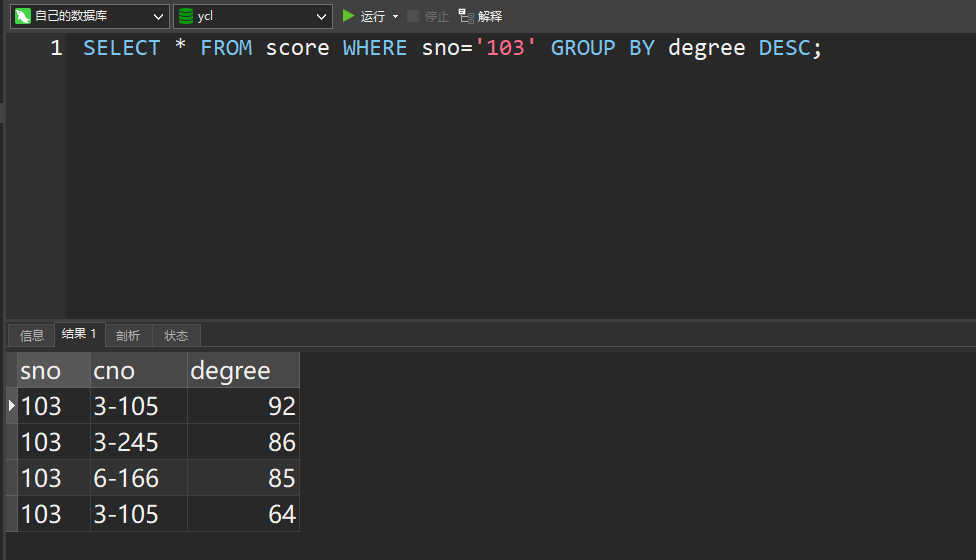 自己的数据库 ycl 运行 停止 解释
1 SELECT * FROM score WHERE sno='103' GROUP BY degree DESC;
信息 结果 1 剖析 状态
sno cno degree
103 3-105 92
103 3-245 86
103 6-166 85
103 3-105 64